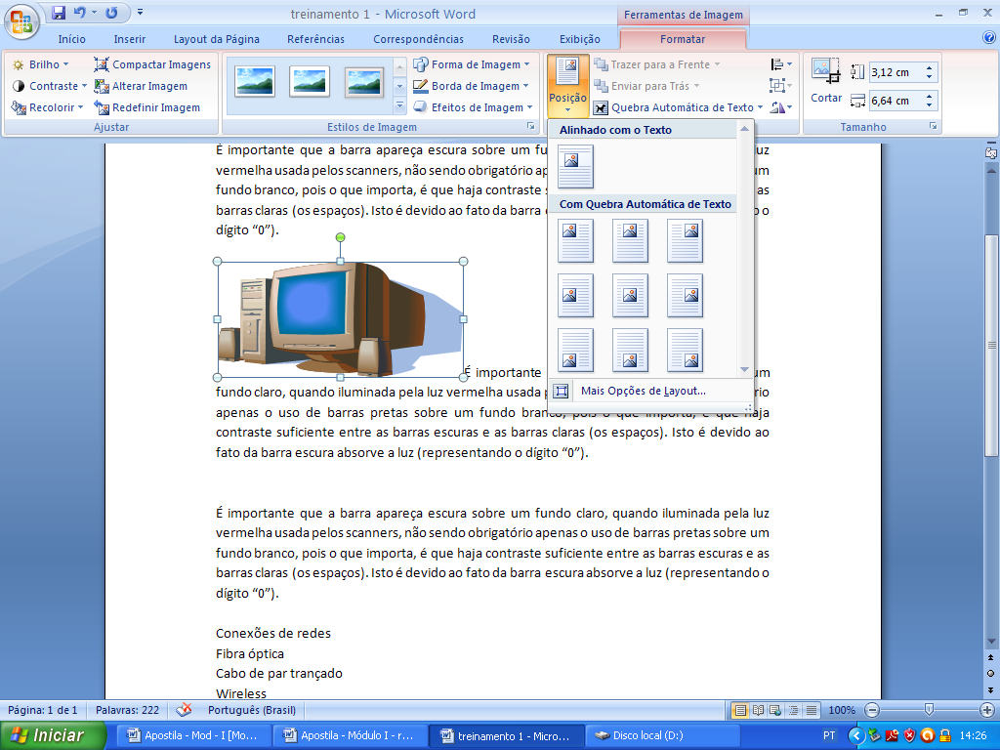 treinamento 1 - Microsoft Word
Ferramentas de Imagem
Início Inserir Layout da Página Referências Correspondências Revisão Exibição Formatar
Brilho
Contraste
Recolorir
Compactar Imagens
Alterar Imagem
Redefinir Imagem
Ajustar
Estilos de Imagem
Forma de Imagem
Borda de Imagem
Efeitos de Imagem
Posição
Trazer para a Frente
Enviar para Trás
Quebra Automática de Texto
Cortar
3,12 cm
6,64 cm
Tamanho
Alinhado com o Texto
Com Quebra Automática de Texto
Mais Opções de Layout...
É importante que a barra apareça escura sobre um fu luz
vermelha usada pelos scanners, não sendo obrigatório ap um
fundo branco, pois o que importa, é que haja contraste s as
barras claras (os espaços). Isto é devido ao fato da barra o
dígito “0”).
É importante um
fundo claro, quando iluminada pela luz vermelha usada p io
apenas o uso de barras pretas sobre um fundo branco, pois o que importa, é que haja
contraste suficiente entre as barras escuras e as barras claras (os espaços). Isto é devido ao
fato da barra escura absorve a luz (representando o dígito “0”).
É importante que a barra apareça escura sobre um fundo claro, quando iluminada pela luz
vermelha usada pelos scanners, não sendo obrigatório apenas o uso de barras pretas sobre um
fundo branco, pois o que importa, é que haja contraste suficiente entre as barras escuras e as
barras claras (os espaços). Isto é devido ao fato da barra escura absorve a luz (representando o
dígito “0”).
Conexões de redes
Fibra óptica
Cabo de par trançado
Wireless
Página: 1 de 1 Palavras: 222 Português (Brasil) 100%
Iniciar Apostila - Mod - I [Mo... Apostila - Módulo I - r... treinamento 1 - Micros... Disco local (D:) PT 14:26